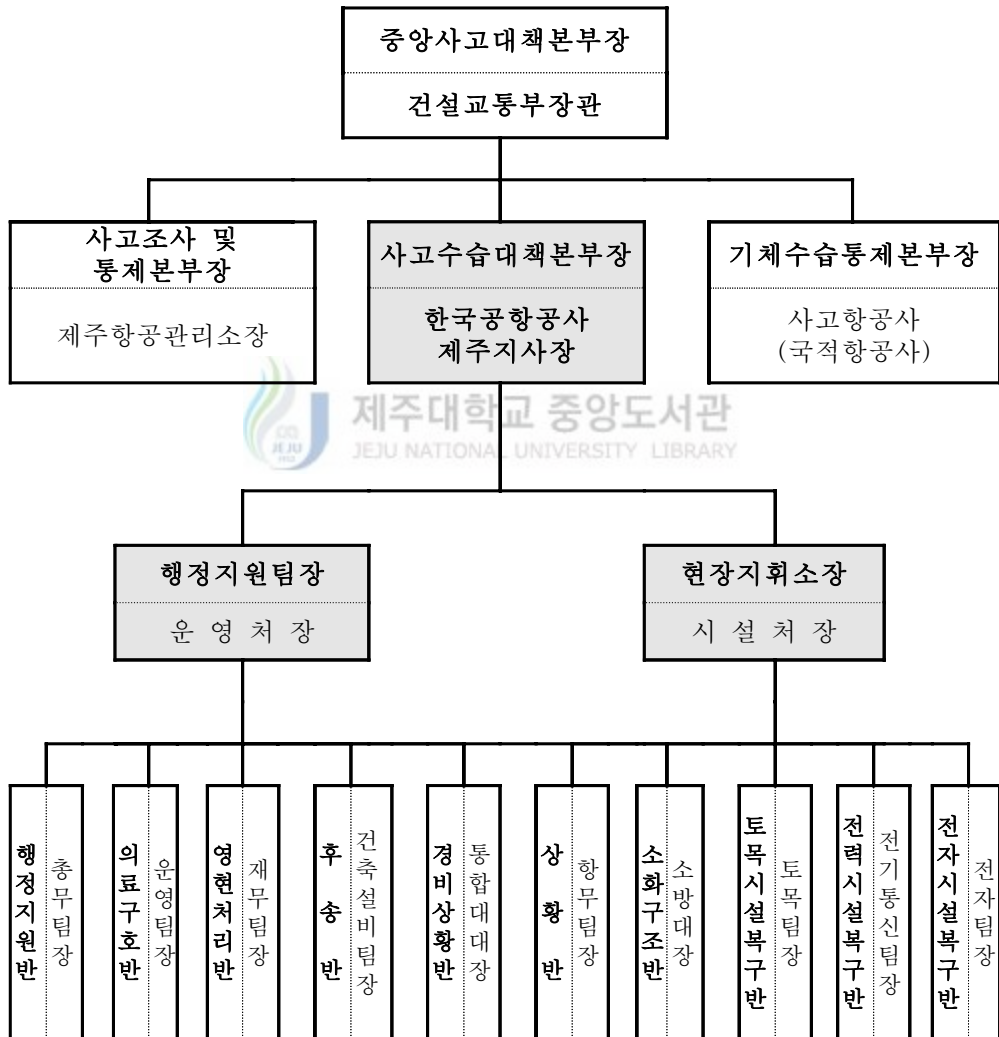 중앙사고대책본부장
건설교통부장관
사고조사 및
통제본부장
제주항공관리소장
사고수습대책본부장
한국공항공사
제주지사장
기체수습통제본부장
사고항공사
(국적항공사)
제주대학교 중앙도서관
JEJU NATIONAL UNIVERSITY LIBRARY
JEJU
1952
행정지원팀장
운 영 처 장
현장지휘소장
시 설 처 장
행정지원반
총무팀장
의료구호반
운영팀장
영현처리반
재무팀장
후 송 반
건축설비팀장
경비상황반
통합대대장
상 황 반
항무팀장
소화구조반
소방대장
토목시설복구반
토목팀장
전력시설복구반
전기통신팀장
전자시설복구반
전자팀장